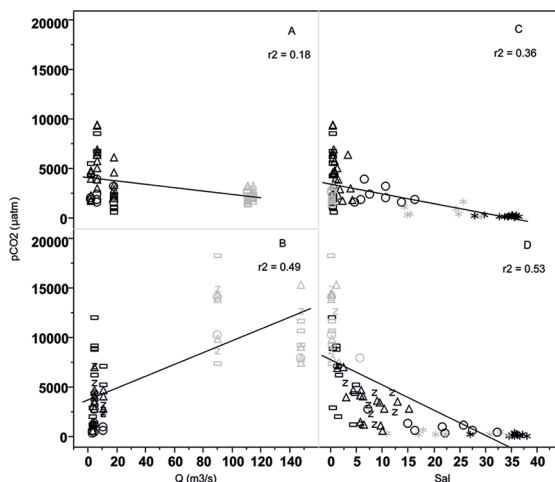 A
r2 = 0.18
C
r2 = 0.36
20000
15000
10000
5000
0
B
r2 = 0.49
D
r2 = 0.53
20000
15000
10000
5000
0
pCO2 (µatm)
0 20 40 60 80 100 120 140
0 5 10 15 20 25 30 35 40
Q (m3/s)
Sal